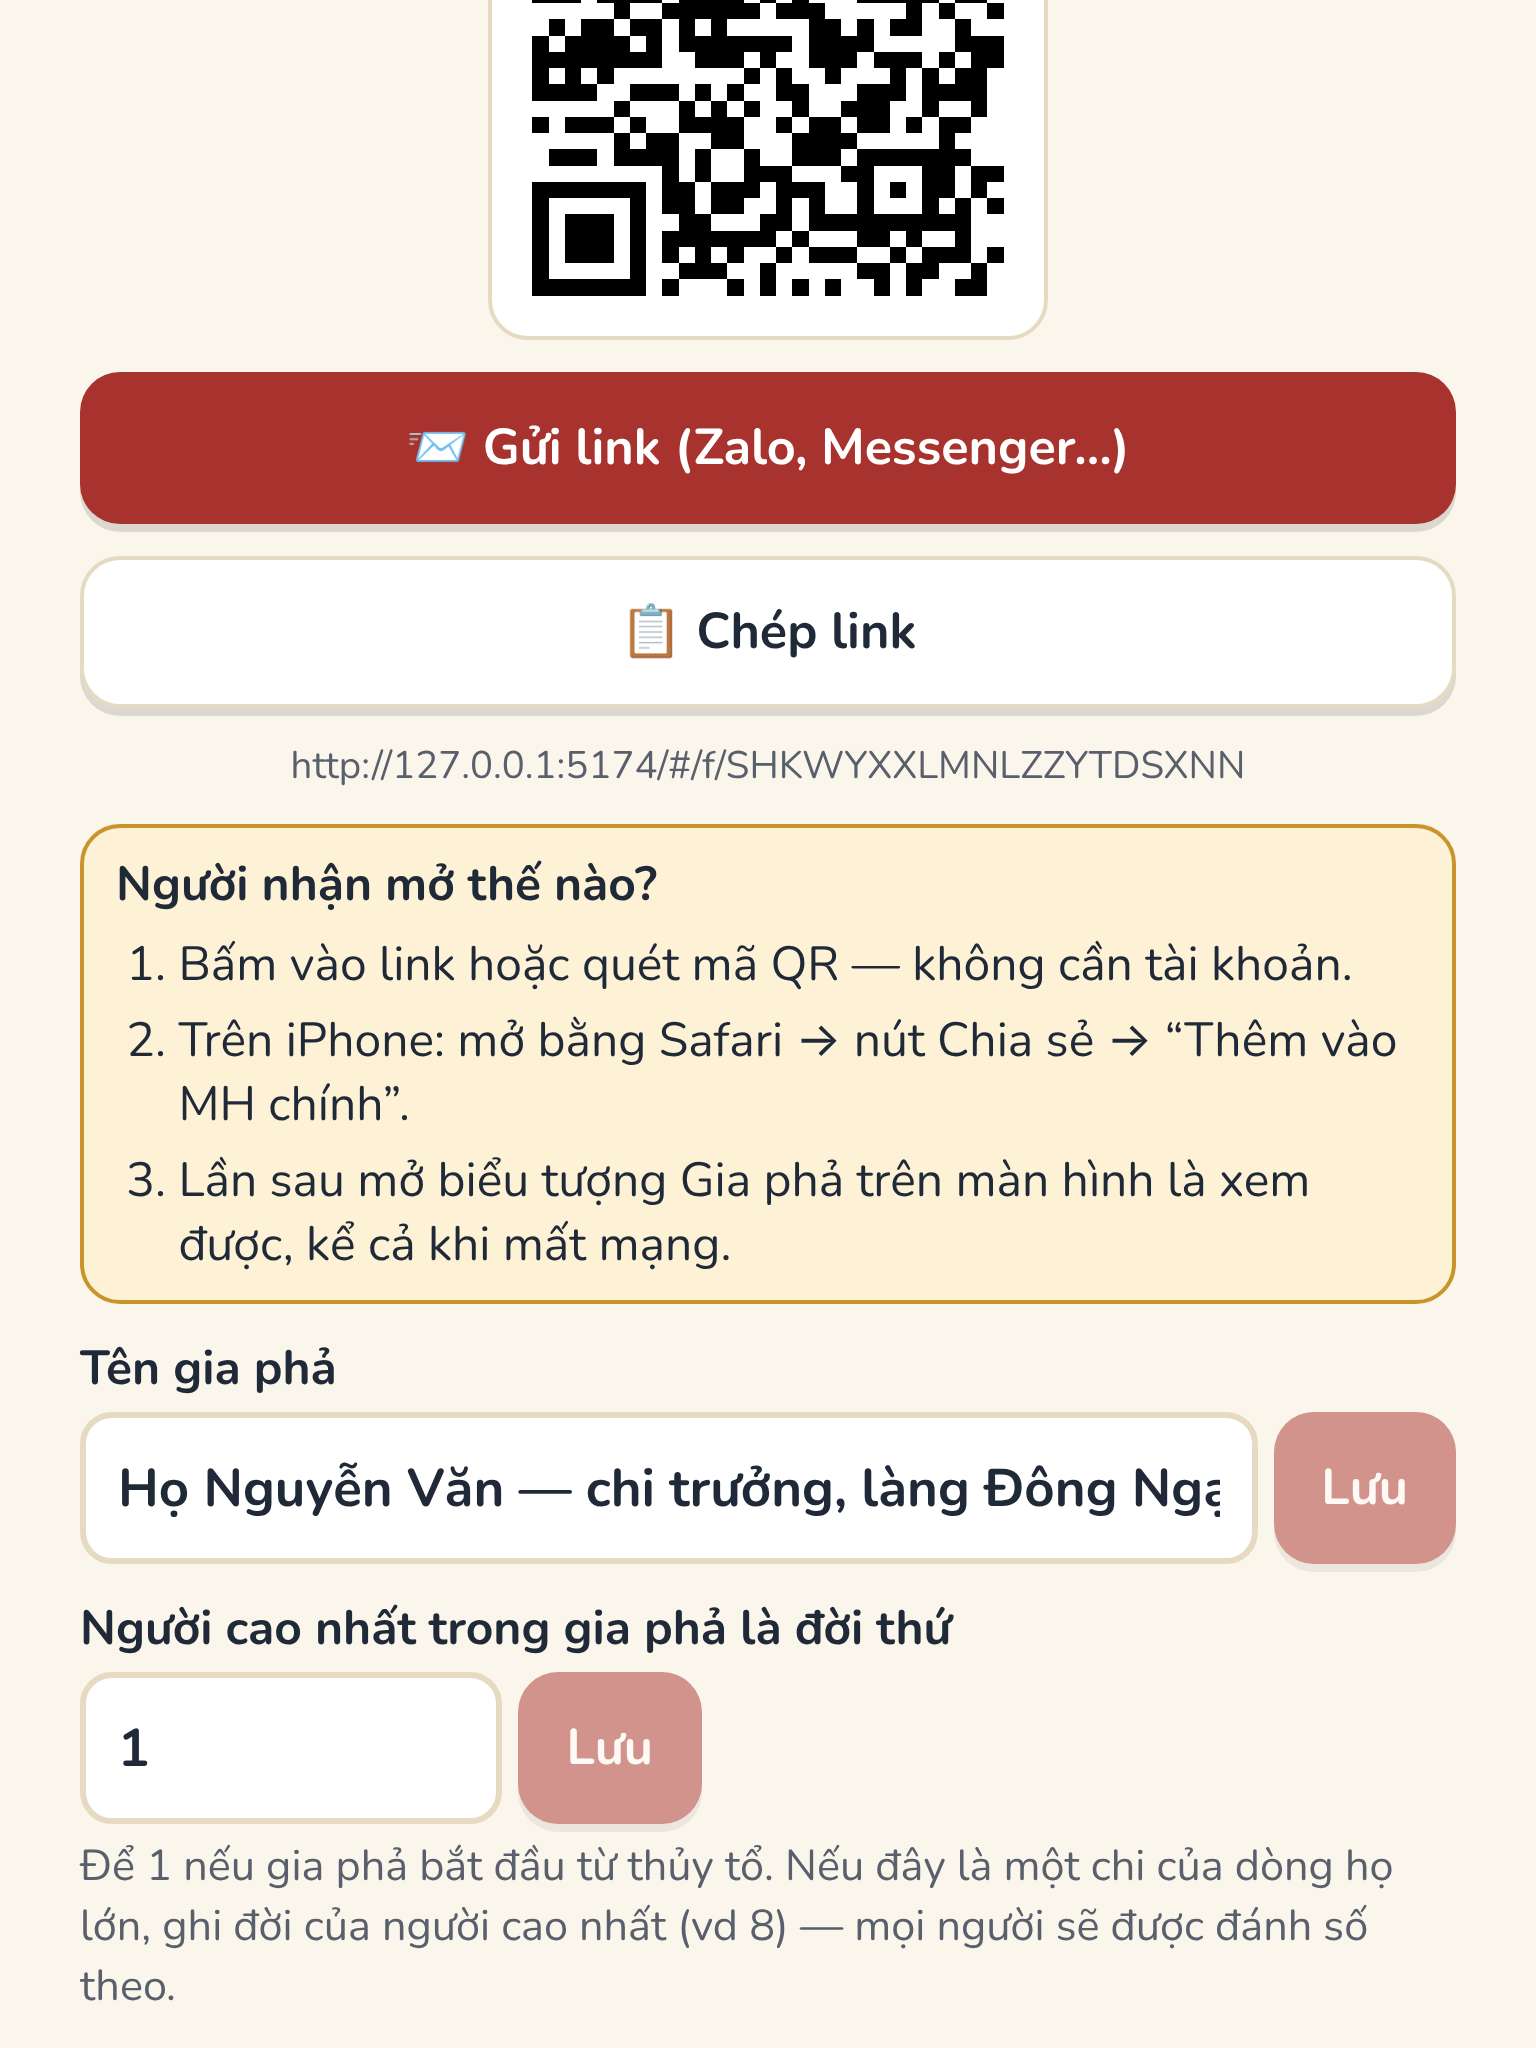 Gửi link (Zalo, Messenger...)
Chép link
http://127.0.0.1:5174/#/f/SHKWYXXLMNLZZYTDSXNN
Người nhận mở thế nào?
1. Bấm vào link hoặc quét mã QR — không cần tài khoản.
2. Trên iPhone: mở bằng Safari → nút Chia sẻ → “Thêm vào
MH chính”.
3. Lần sau mở biểu tượng Gia phả trên màn hình là xem
được, kể cả khi mất mạng.
Tên gia phả
Họ Nguyễn Văn — chi trưởng, làng Đông
Lưu
Người cao nhất trong gia phả là đời thứ
1
Lưu
Để 1 nếu gia phả bắt đầu từ thủy tổ. Nếu đây là một chi của dòng họ
lớn, ghi đời của người cao nhất (vd 8) — mọi người sẽ được đánh số
theo.